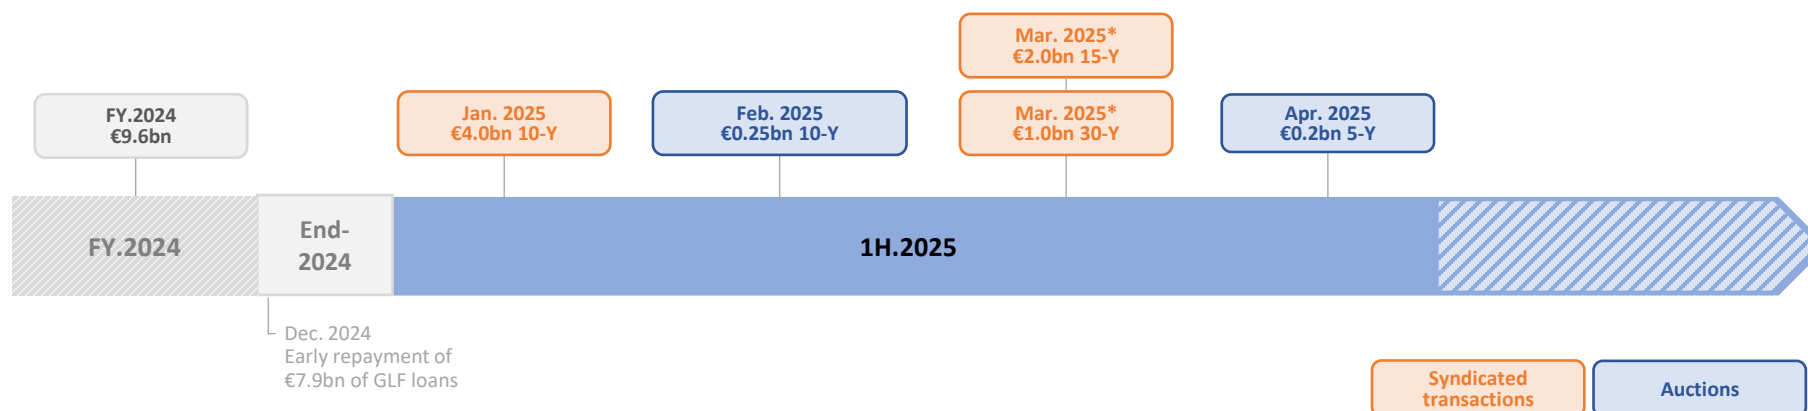 Mar. 2025*
€2.0bn 15-Y
FY.2024
€9.6bn
Jan. 2025
€4.0bn 10-Y
Feb. 2025
€0.25bn 10-Y
Mar. 2025*
€1.0bn 30-Y
Apr. 2025
€0.2bn 5-Y
FY.2024
End-
2024
1H.2025
Dec. 2024
Early repayment of
€7.9bn of GLF loans
Syndicated
transactions
Auctions